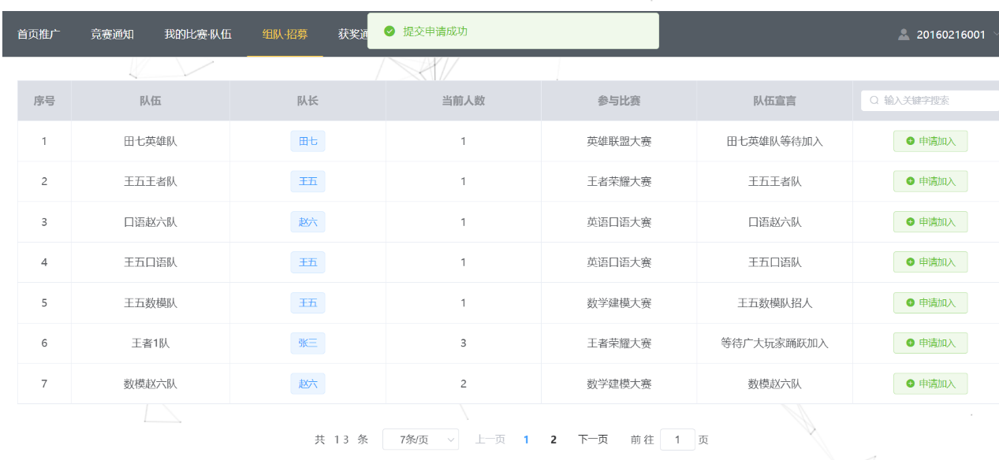 首页推广 竞赛通知 我的比赛·队伍 组队·招募 获奖通 提交申请成功 20160216001
序号 队伍 队长 当前人数 参与比赛 队伍宣言 输入关键字搜索
1 田七英雄队 田七 1 英雄联盟大赛 田七英雄队等待加入 申请加入
2 王五王者队 王五 1 王者荣耀大赛 王五王者队 申请加入
3 口语赵六队 赵六 1 英语口语大赛 口语赵六队 申请加入
4 王五口语队 王五 1 英语口语大赛 王五口语队 申请加入
5 王五数模队 王五 1 数学建模大赛 王五数模队招人 申请加入
6 王者1队 张三 3 王者荣耀大赛 等待广大玩家踊跃加入 申请加入
7 数模赵六队 赵六 2 数学建模大赛 数模赵六队 申请加入
共 13 条 7条/页 上一页 1 2 下一页 前往 1 页